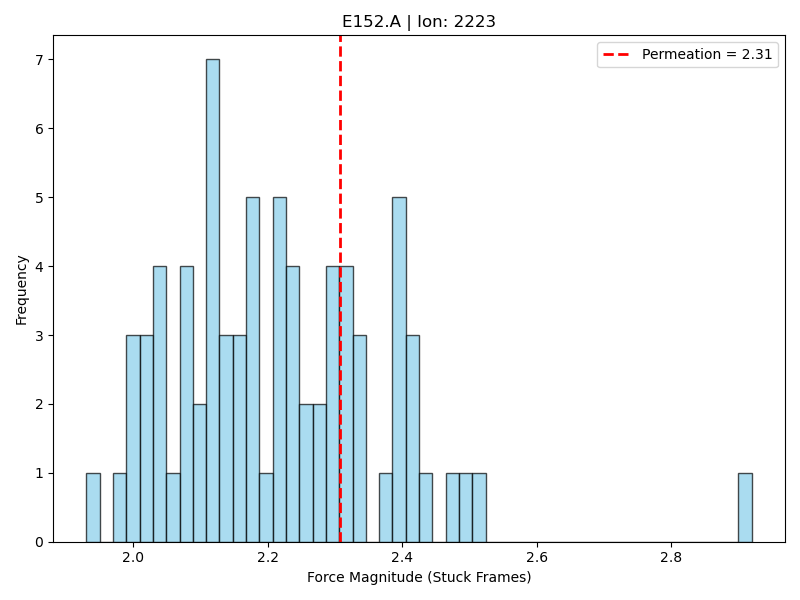 E152.A | Ion: 2223
Permeation = 2.31
7
6
5
4
3
2
1
0
Frequency
2.0 2.2 2.4 2.6 2.8
Force Magnitude (Stuck Frames)